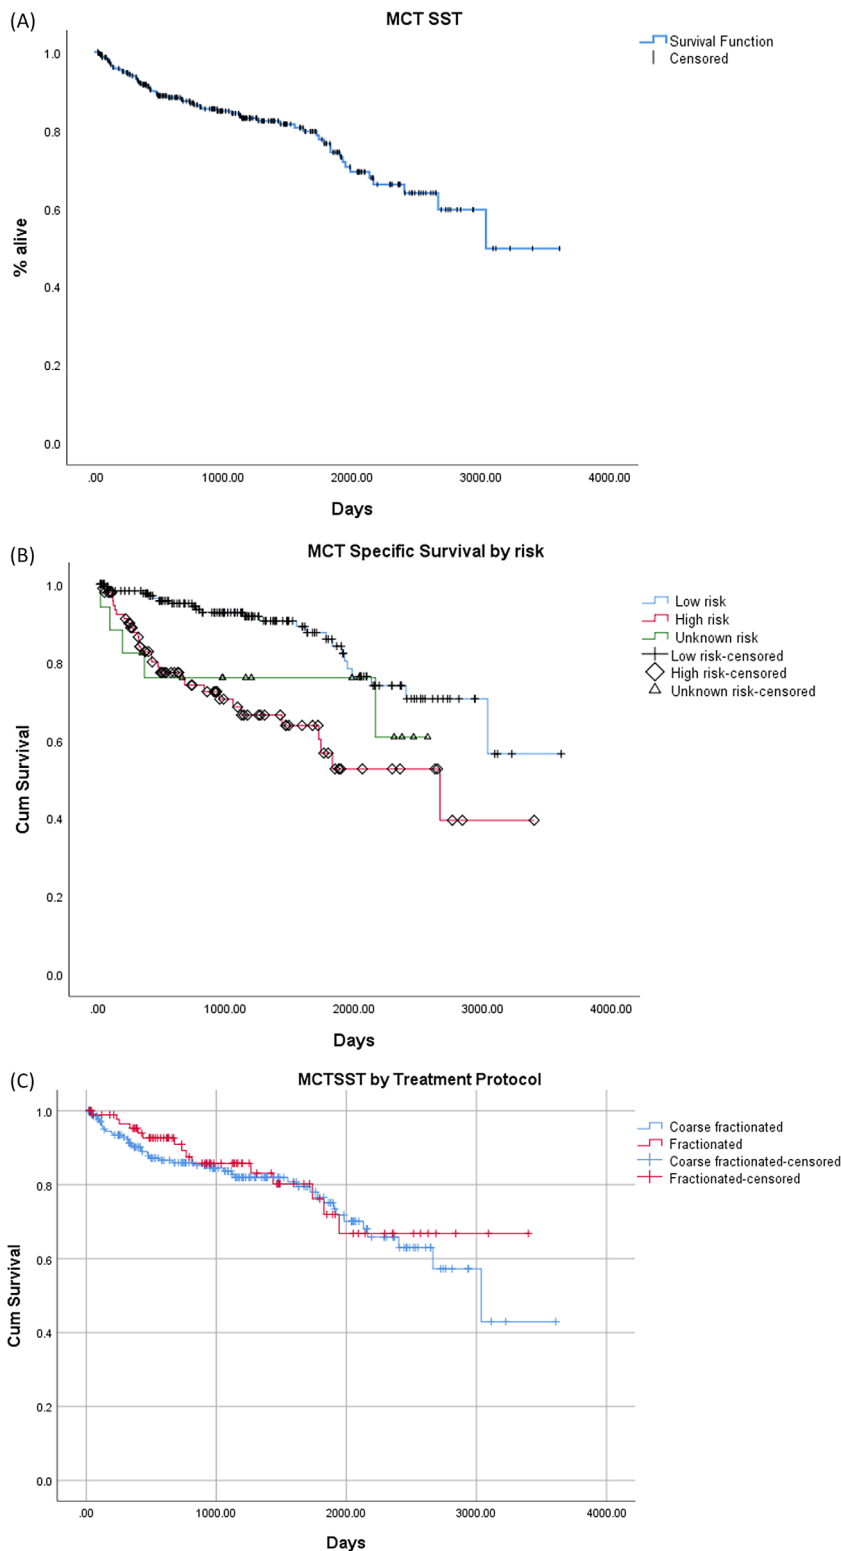 (A)
MCT SST
Survival Function
Censored
1.0
0.8
0.6
0.4
0.2
0.0
% alive
.00 1000.00 2000.00 3000.00 4000.00
Days
(B)
MCT Specific Survival by risk
Low risk
High risk
Unknown risk
Low risk-censored
High risk-censored
Unknown risk-censored
1.0
0.8
0.6
0.4
0.2
0.0
Cum Survival
.00 1000.00 2000.00 3000.00 4000.00
Days
(C)
MCTSST by Treatment Protocol
Coarse fractionated
Fractionated
Coarse fractionated-censored
Fractionated-censored
1.0
0.8
0.6
0.4
0.2
0.0
Cum Survival
.00 1000.00 2000.00 3000.00 4000.00
Days